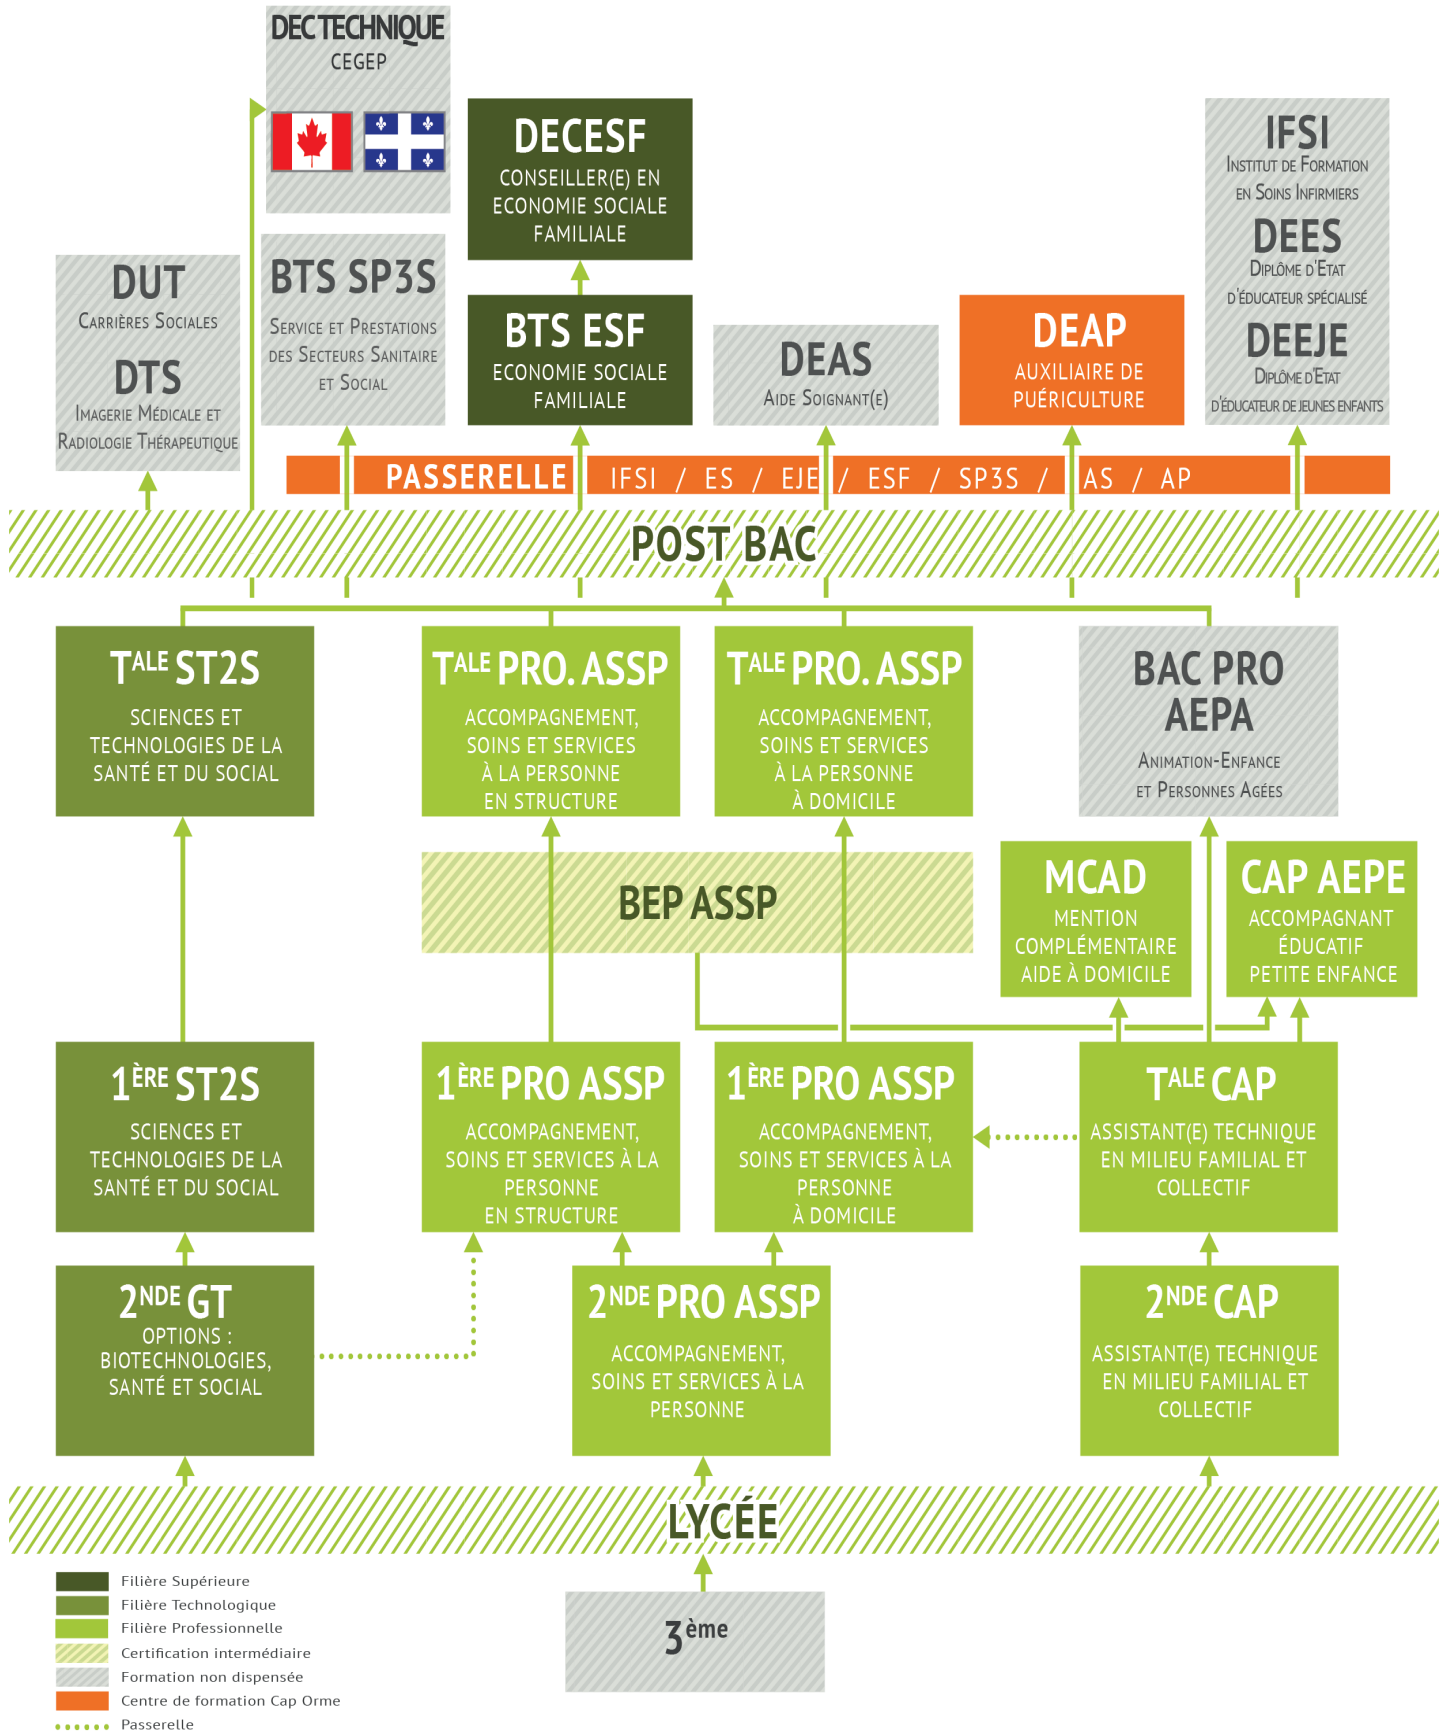 DEC TECHNIQUE
CEGEP
DECESF
CONSEILLER(E) EN
ECONOMIE SOCIALE
FAMILIALE
IFSI
Institut de Formation
en Soins Infirmiers
DEES
Diplôme d'Etat
d'éducateur spécialisé
DEEJE
Diplôme d'Etat
d'éducateur de jeunes enfants
DUT
Carrières Sociales
DTS
Imagerie Médicale et
Radiologie Thérapeutique
BTS SP3S
Service et Prestations
des Secteurs Sanitaire
et Social
BTS ESF
ECONOMIE SOCIALE
FAMILIALE
DEAS
Aide Soignant(e)
DEAP
AUXILIAIRE DE
PUÉRICULTURE
PASSERELLE IFSI / ES / EJE / ESF / SP3S / AS / AP
POST BAC
Tale ST2S
SCIENCES ET
TECHNOLOGIES DE LA
SANTÉ ET DU SOCIAL
Tale PRO. ASSP
ACCOMPAGNEMENT,
SOINS ET SERVICES
À LA PERSONNE
EN STRUCTURE
Tale PRO. ASSP
ACCOMPAGNEMENT,
SOINS ET SERVICES
À LA PERSONNE
À DOMICILE
BAC PRO
AEPA
Animation-Enfance
et Personnes Agées
BEP ASSP
MCAD
MENTION
COMPLÉMENTAIRE
AIDE À DOMICILE
CAP AEPE
ACCOMPAGNANT
ÉDUCATIF
PETITE ENFANCE
1ÈRE ST2S
SCIENCES ET
TECHNOLOGIES DE LA
SANTÉ ET DU SOCIAL
1ÈRE PRO ASSP
ACCOMPAGNEMENT,
SOINS ET SERVICES À LA
PERSONNE
EN STRUCTURE
1ÈRE PRO ASSP
ACCOMPAGNEMENT,
SOINS ET SERVICES À LA
PERSONNE
À DOMICILE
TALE CAP
ASSISTANT(E) TECHNIQUE
EN MILIEU FAMILIAL ET
COLLECTIF
2NDE GT
OPTIONS :
BIOTECHNOLOGIES,
SANTÉ ET SOCIAL
2NDE PRO ASSP
ACCOMPAGNEMENT,
SOINS ET SERVICES À LA
PERSONNE
2NDE CAP
ASSISTANT(E) TECHNIQUE
EN MILIEU FAMILIAL ET
COLLECTIF
LYCÉE
3ème
Filière Supérieure
Filière Technologique
Filière Professionnelle
Certification intermédiaire
Formation non dispensée
Centre de formation Cap Orme
Passerelle